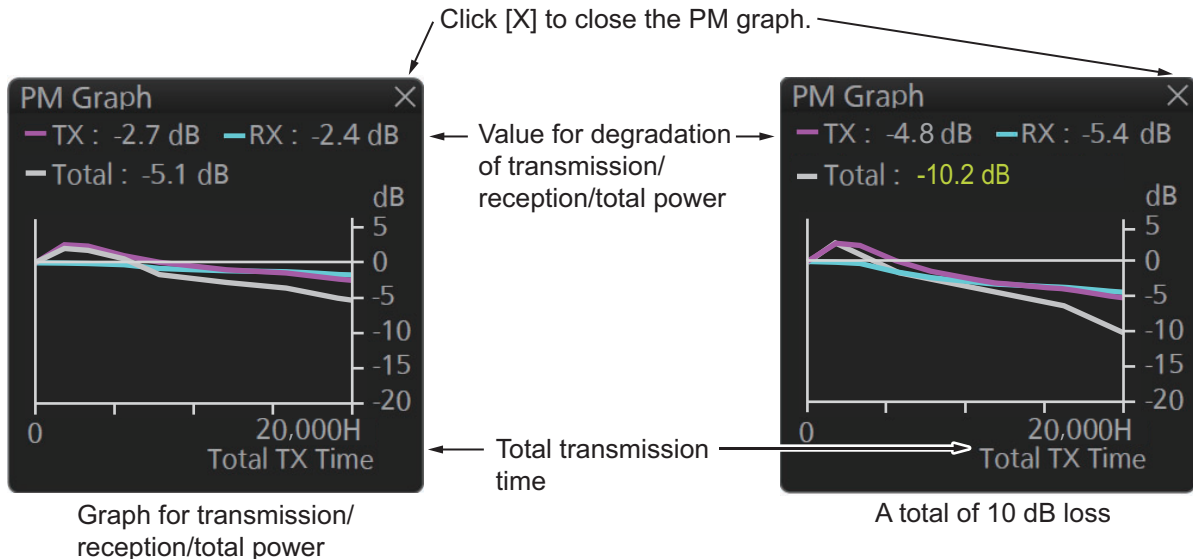 Click [X] to close the PM graph.
PM Graph
TX : -2.7 dB
RX : -2.4 dB
Total : -5.1 dB
dB
5
0
-5
-10
-15
-20
0
20,000H
Total TX Time
Graph for transmission/
reception/total power
Value for degradation
of transmission/
reception/total power
Total transmission
time
PM Graph
TX : -4.8 dB
RX : -5.4 dB
Total : -10.2 dB
dB
5
0
-5
-10
-15
-20
0
20,000H
Total TX Time
A total of 10 dB loss